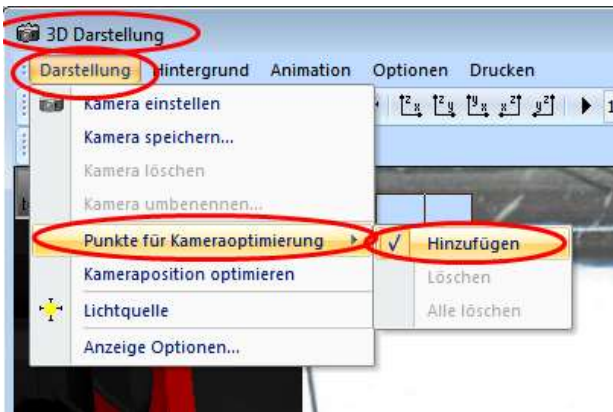 3D Darstellung
Darstellung Hintergrund Animation Optionen Drucken
Kamera einstellen
Kamera speichern...
Kamera löschen
Kamera umbenennen...
Punkte für Kameraoptimierung
Hinzufügen
Kameraposition optimieren
Löschen
Lichtquelle
Alle löschen
Anzeige Optionen...